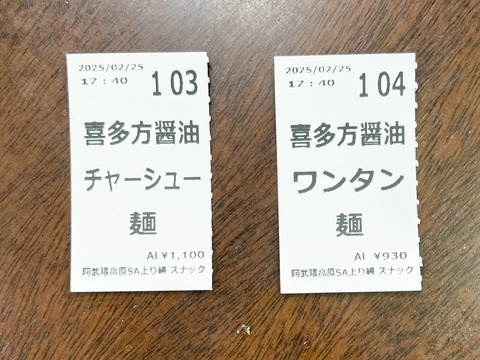 2025/02/25
17:40 103
喜多方醤油
チャーシュー
麺
Ai ¥1,100
阿武隈高原SA上り線 スナック
2025/02/25
17:40 104
喜多方醤油
ワンタン
麺
Ai ¥930
阿武隈高原SA上り線 スナック